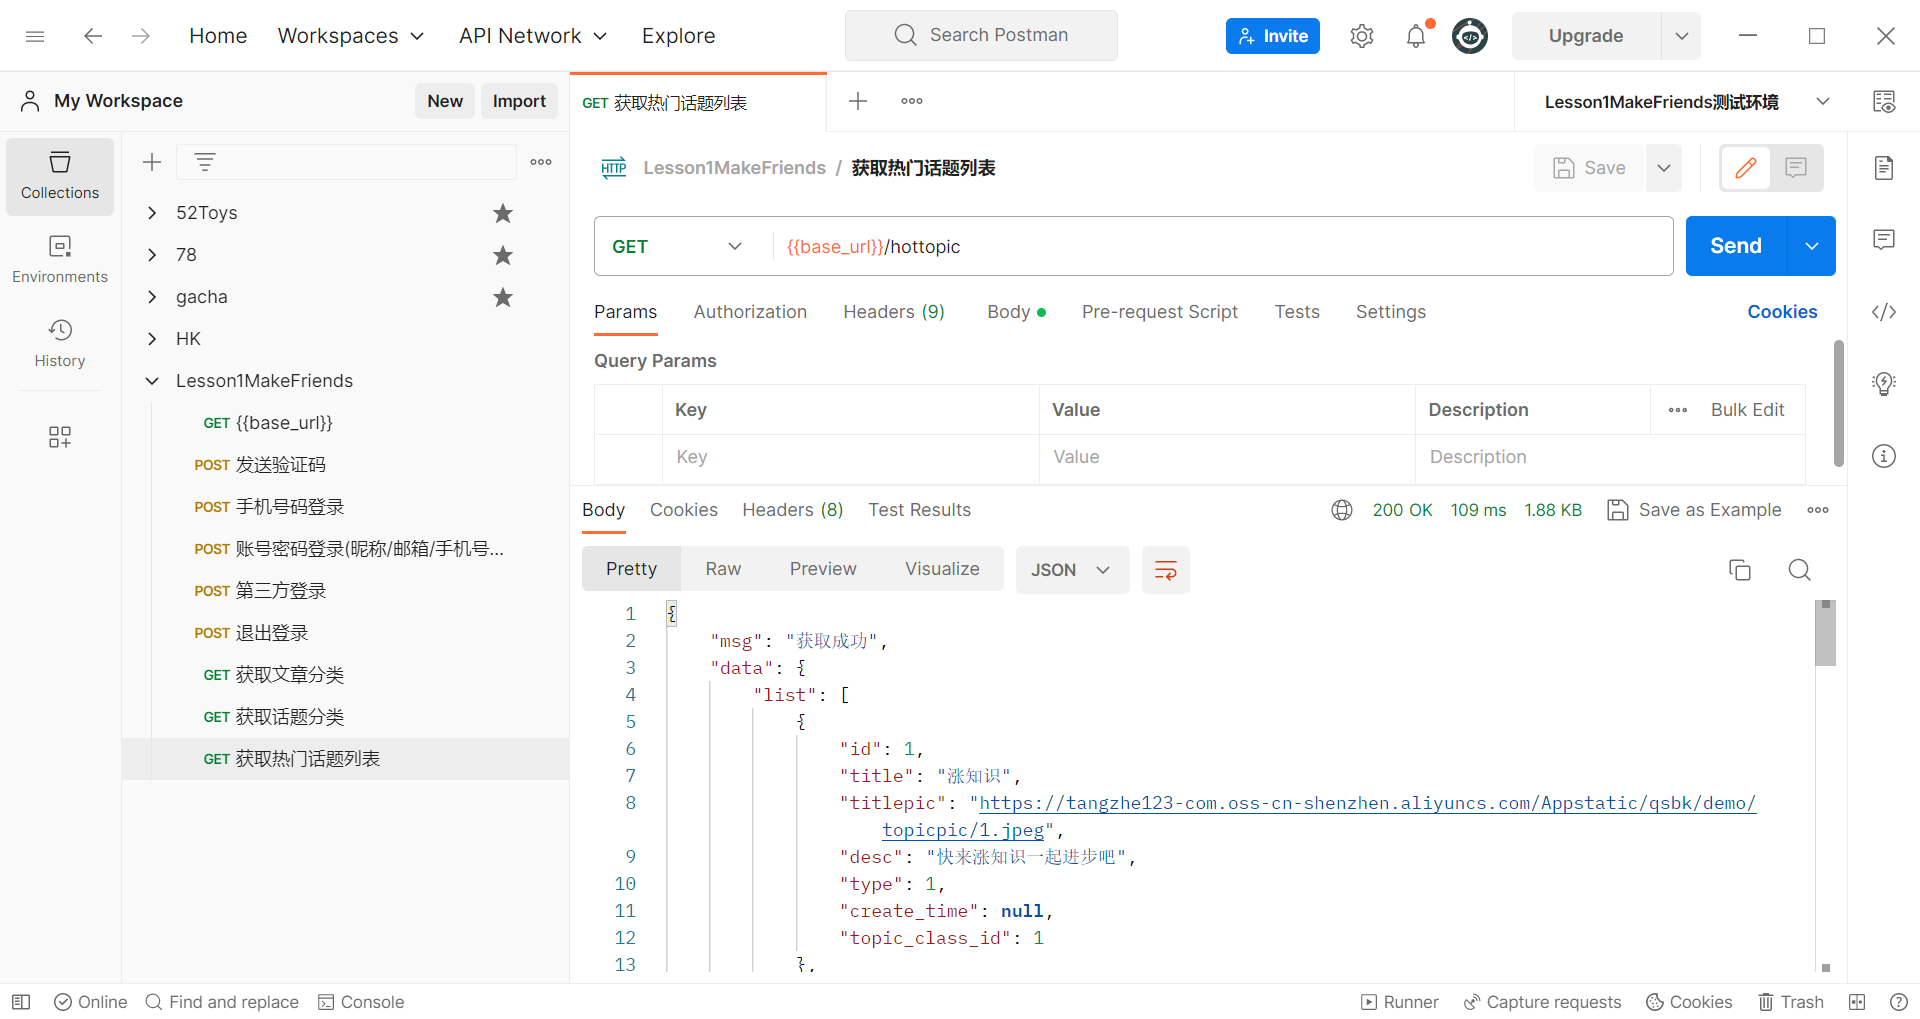 Home Workspaces API Network Explore Search Postman Invite Upgrade
My Workspace New Import GET 获取热门话题列表 Lesson1MakeFriends测试环境
Collections
Environments
History
52Toys
78
gacha
HK
Lesson1MakeFriends
GET {{base_url}}
POST 发送验证码
POST 手机号码登录
POST 账号密码登录(昵称/邮箱/手机号...
POST 第三方登录
POST 退出登录
GET 获取文章分类
GET 获取话题分类
GET 获取热门话题列表
HTTP Lesson1MakeFriends / 获取热门话题列表 Save
GET {{base_url}}/hottopic Send
Params Authorization Headers (9) Body Pre-request Script Tests Settings Cookies
Query Params
Key Value Description Bulk Edit
Key Value Description
Body Cookies Headers (8) Test Results 200 OK 109 ms 1.88 KB Save as Example
Pretty Raw Preview Visualize JSON
1 {
2 "msg": "获取成功",
3 "data": {
4 "list": [
5 {
6 "id": 1,
7 "title": "涨知识",
8 "titlepic": "https://tangzhe123-com.oss-cn-shenzhen.aliyuncs.com/Appstatic/qsbk/demo/
topicpic/1.jpeg",
9 "desc": "快来涨知识一起进步吧",
10 "type": 1,
11 "create_time": null,
12 "topic_class_id": 1
13 },
Online Find and replace Console Runner Capture requests Cookies Trash